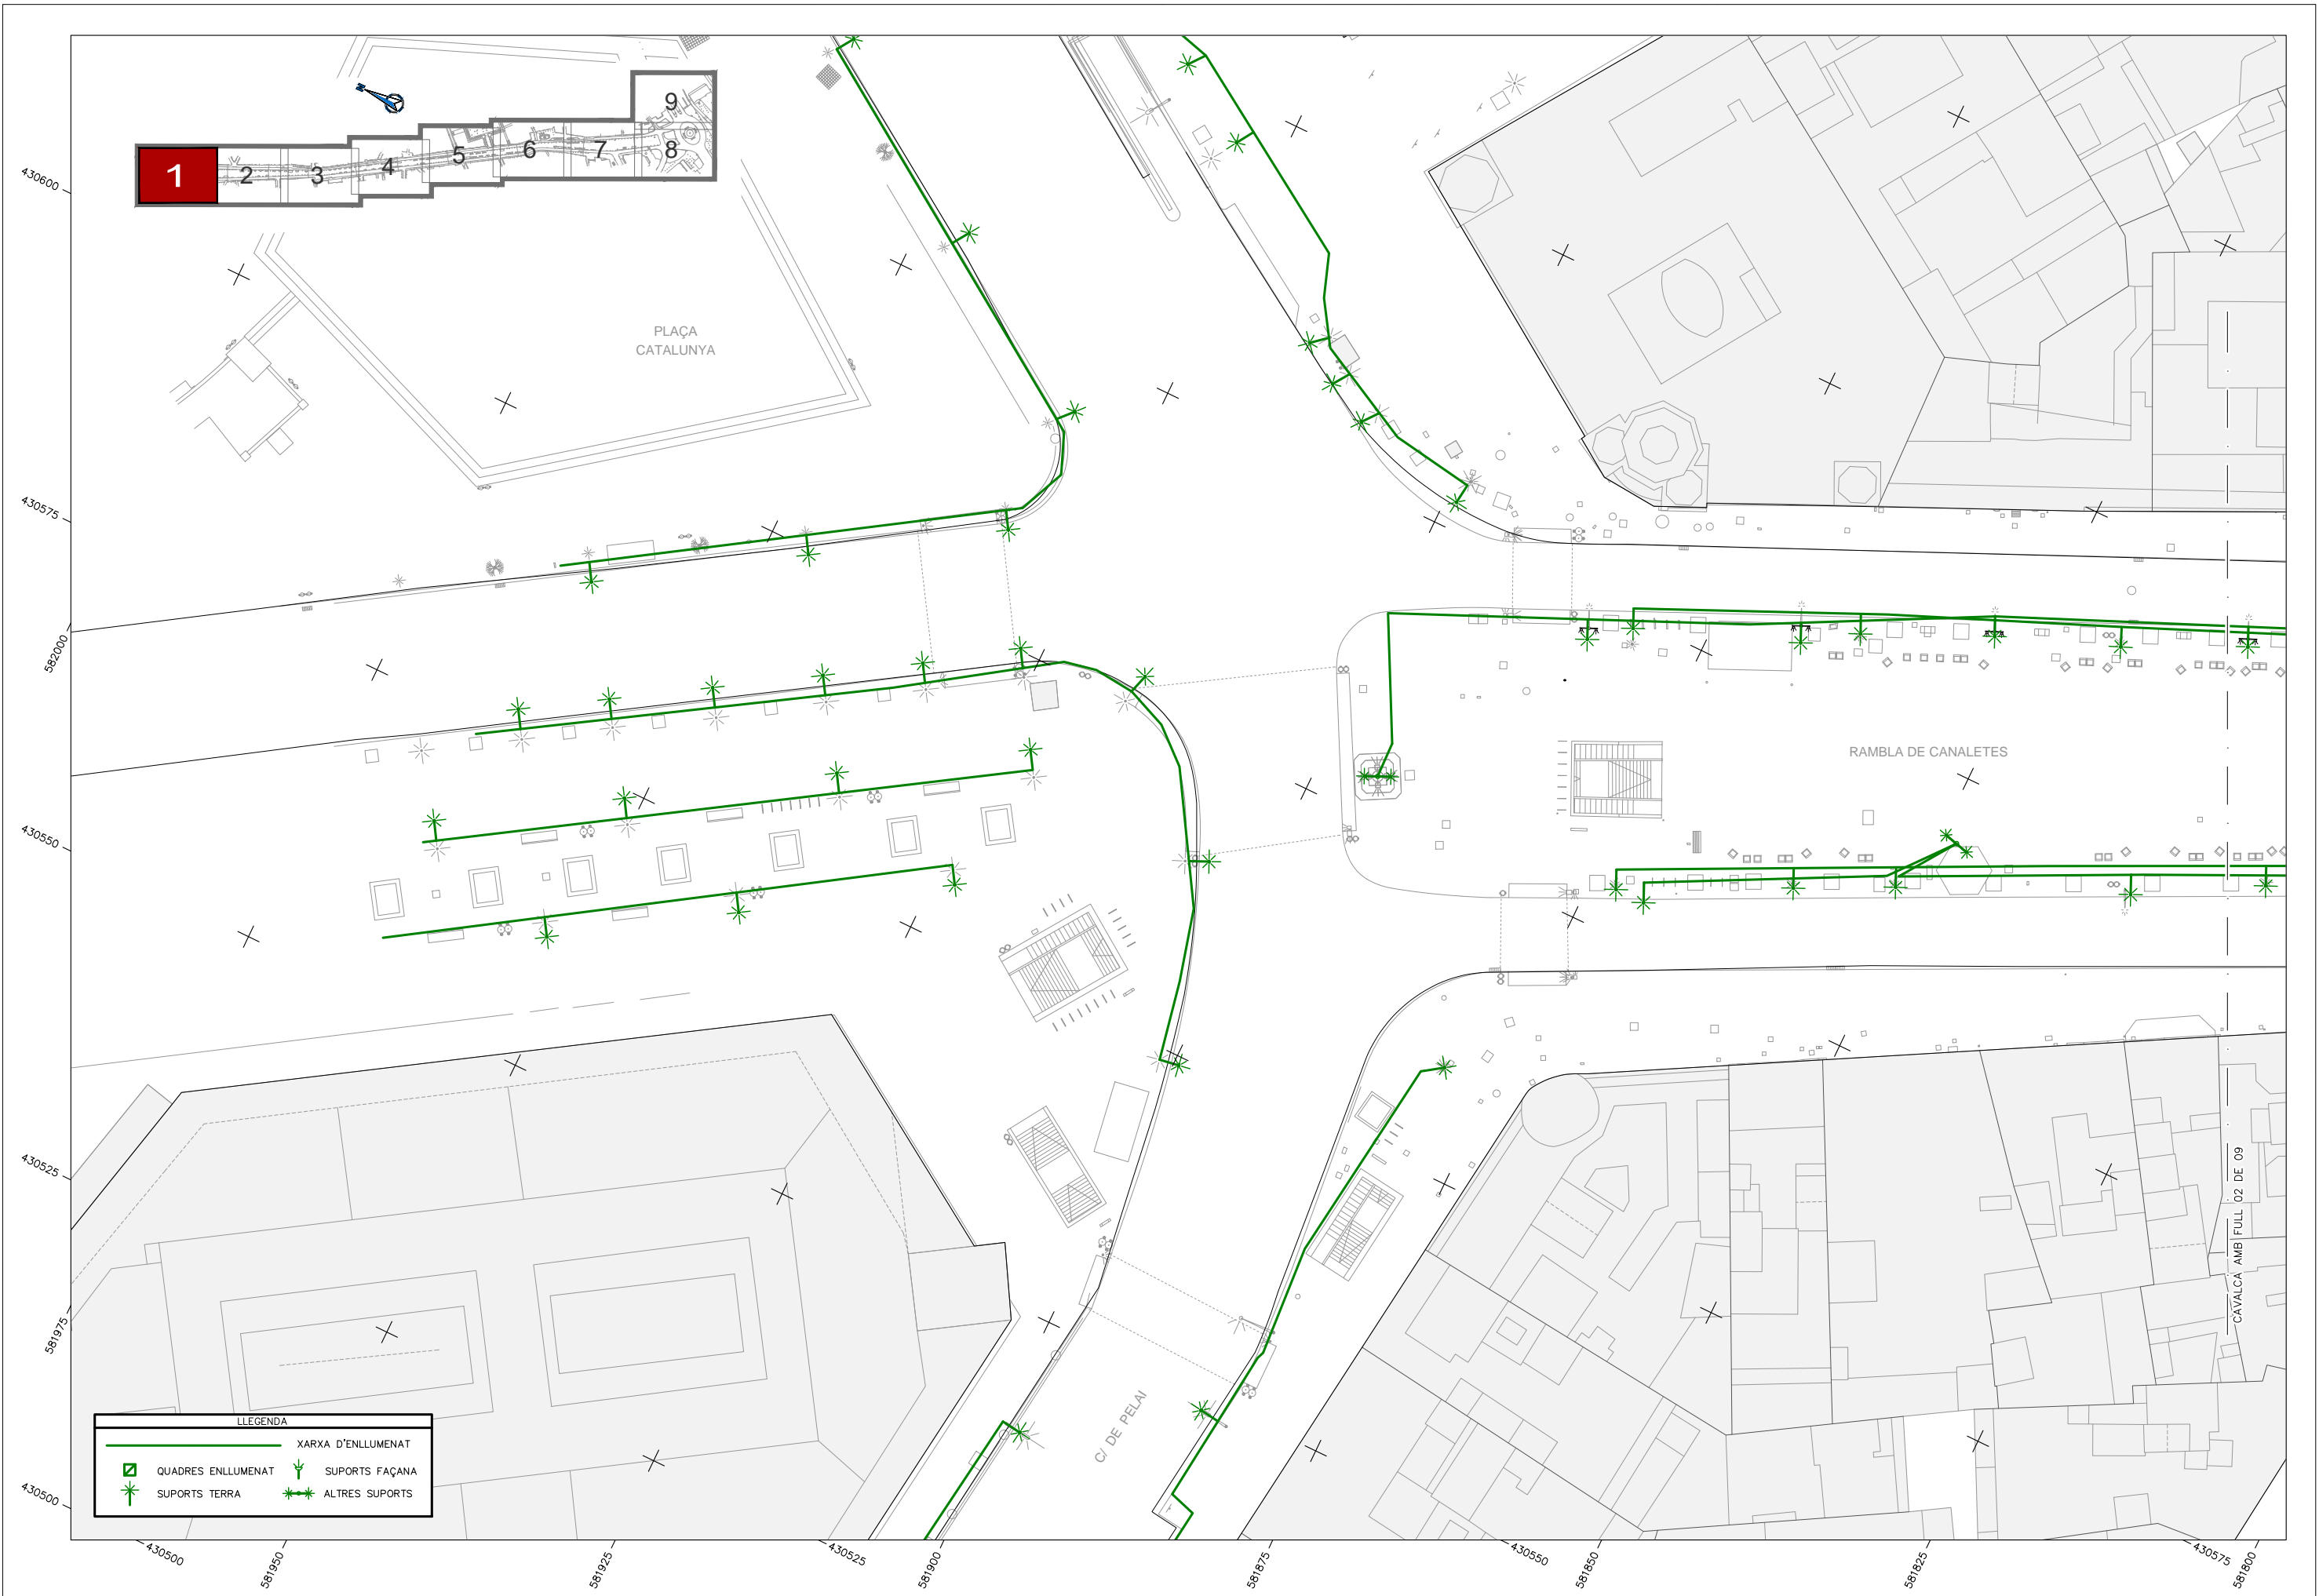 1
2
3
4
5
6
7
8
9
PLAÇA
CATALUNYA
430600
430575
582000
430550
430525
581975
430500
RAMBLA DE CANALETES
C/ DE PELAI
CAVALCA AMB FULL 02 DE 09
LLEGENDA
XARXA D'ENLLUMENAT
QUADRES ENLLUMENAT
SUPORTS FAÇANA
SUPORTS TERRA
ALTRES SUPORTS
430500
581950
581925
430525
581900
581875
430550
581850
581825
430575
581800